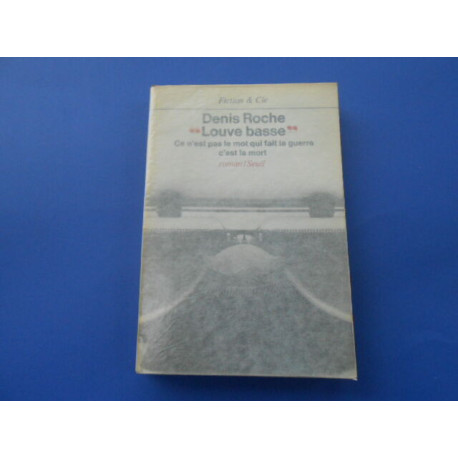 Fiction & Cie
Denis Roche
"Louve basse"
Ce n'est pas le mot qui fait la guerre
c'est la mort
roman/Seuil